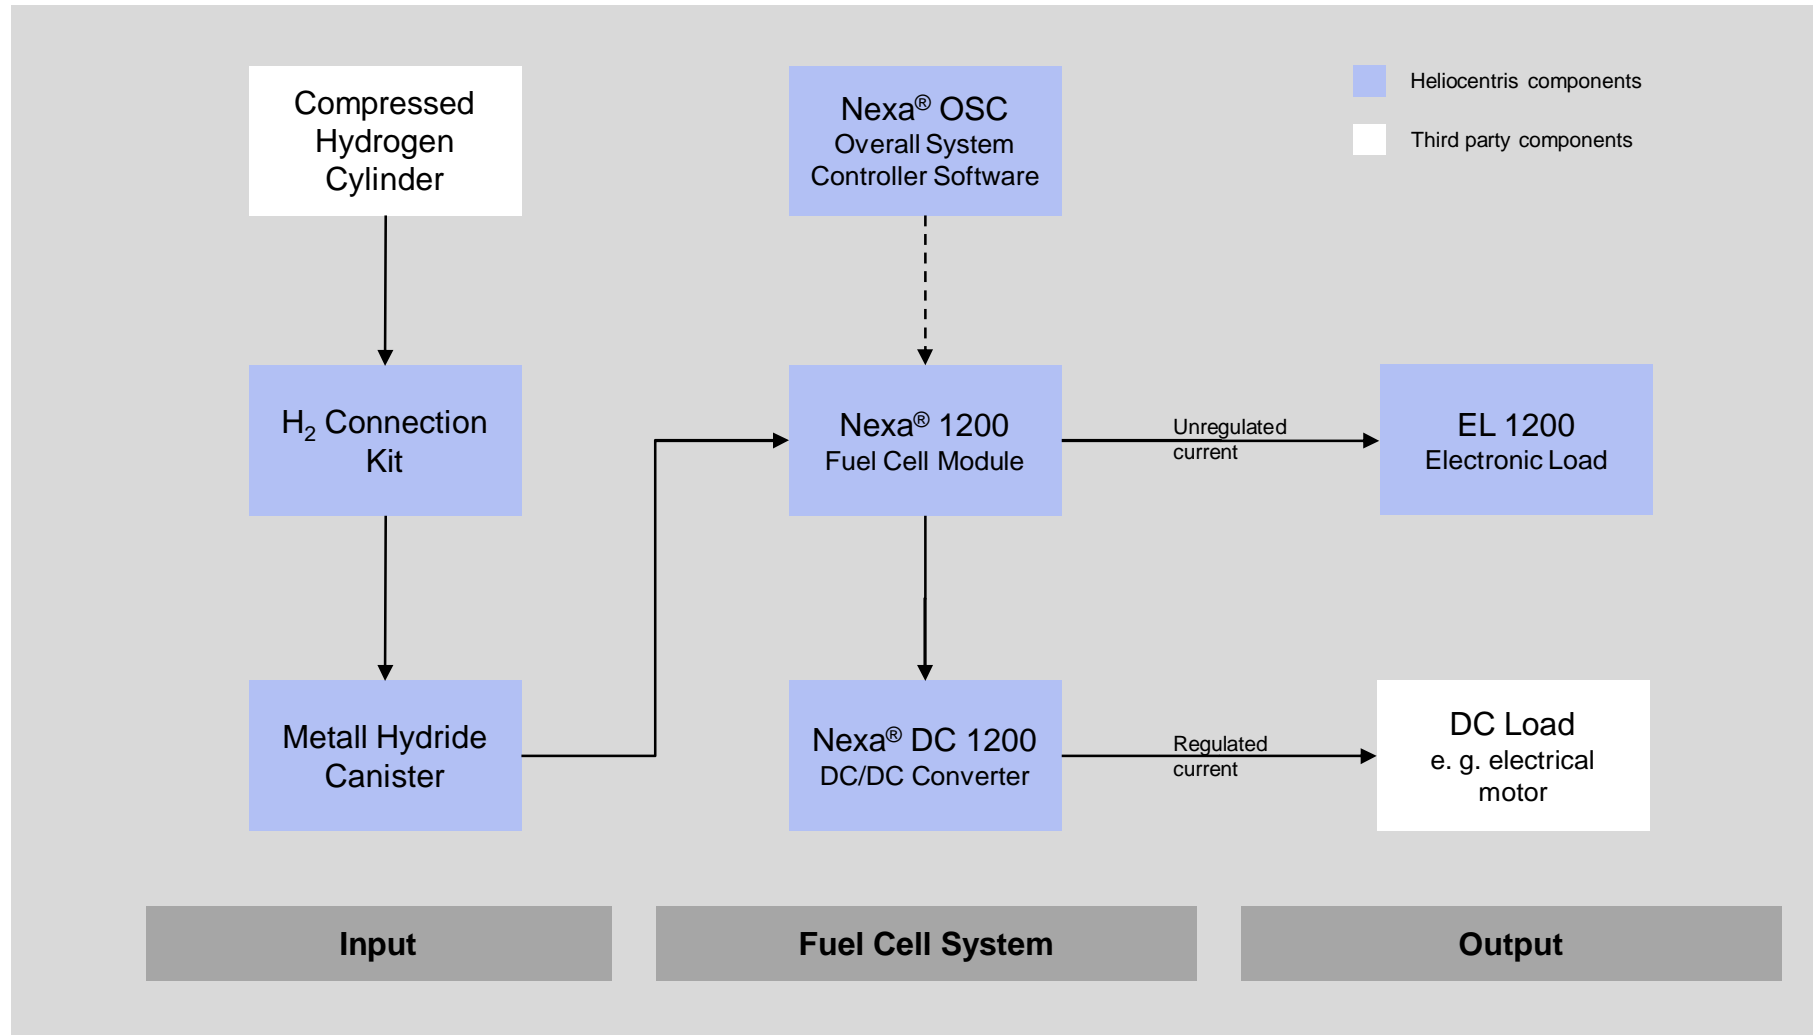 Compressed
Hydrogen
Cylinder
Nexa® OSC
Overall System
Controller Software
Heliocentris components
Third party components
H₂ Connection
Kit
Nexa® 1200
Fuel Cell Module
Unregulated
current
EL 1200
Electronic Load
Metall Hydride
Canister
Nexa® DC 1200
DC/DC Converter
Regulated
current
DC Load
e. g. electrical
motor
Input
Fuel Cell System
Output